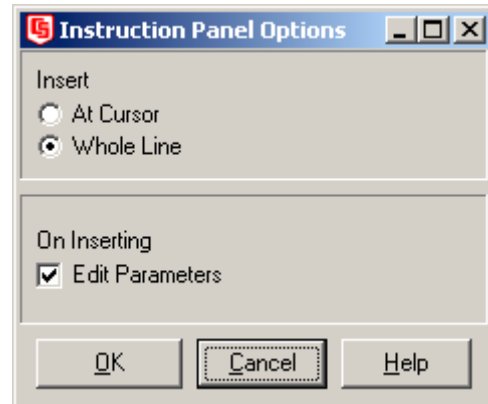 Instruction Panel Options
Insert
At Cursor
Whole Line
On Inserting
Edit Parameters
OK Cancel Help